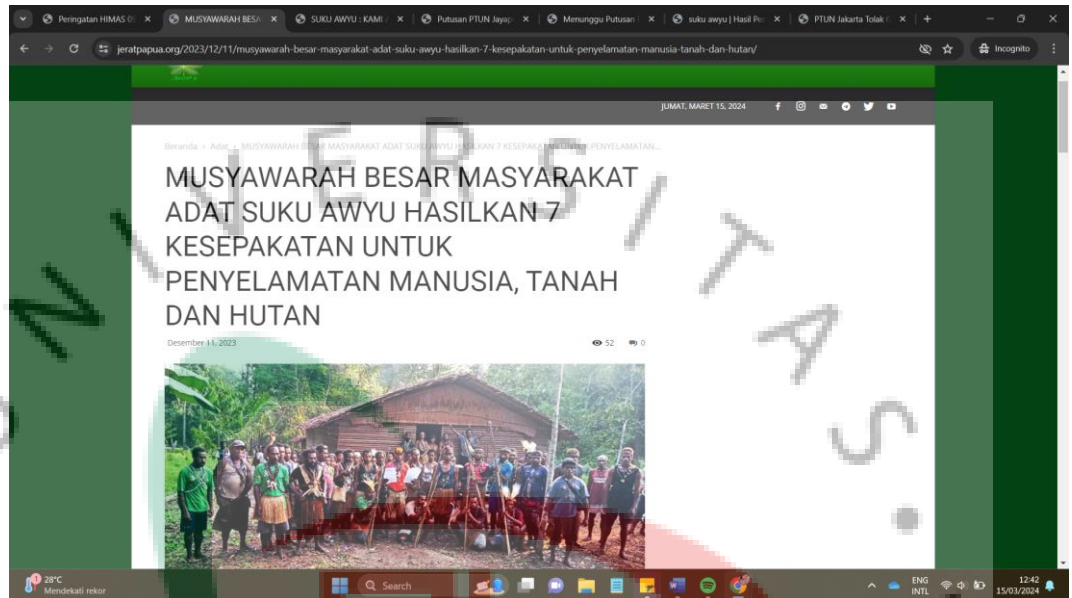 Peringatan HIMAS 09
MUSYAWARAH BESA
SUKU AWYU : KAMI /
Putusan PTUN Jayap
Menunggu Putusan
suku awyu | Hasil Pe
PTUN Jakarta Tolak
jeratpapua.org/2023/12/11/musyawarah-besar-masyarakat-adat-suku-awyu-hasilkan-7-kesepakatan-untuk-penyelamatan-manusia-tanah-dan-hutan/
Incognito
JUMAT, MARET 15, 2024
Beranda › Adat › MUSYAWARAH BESAR MASYARAKAT ADAT SUKU AWYU HASILKAN 7 KESEPAKATAN UNTUK PENYELAMATAN...
MUSYAWARAH BESAR MASYARAKAT
ADAT SUKU AWYU HASILKAN 7
KESEPAKATAN UNTUK
PENYELAMATAN MANUSIA, TANAH
DAN HUTAN
Desember 11, 2023
52
0
NIVERSITAS
1
28°C
Mendekati rekor
Search
ENG
INTL
12:42
15/03/2024